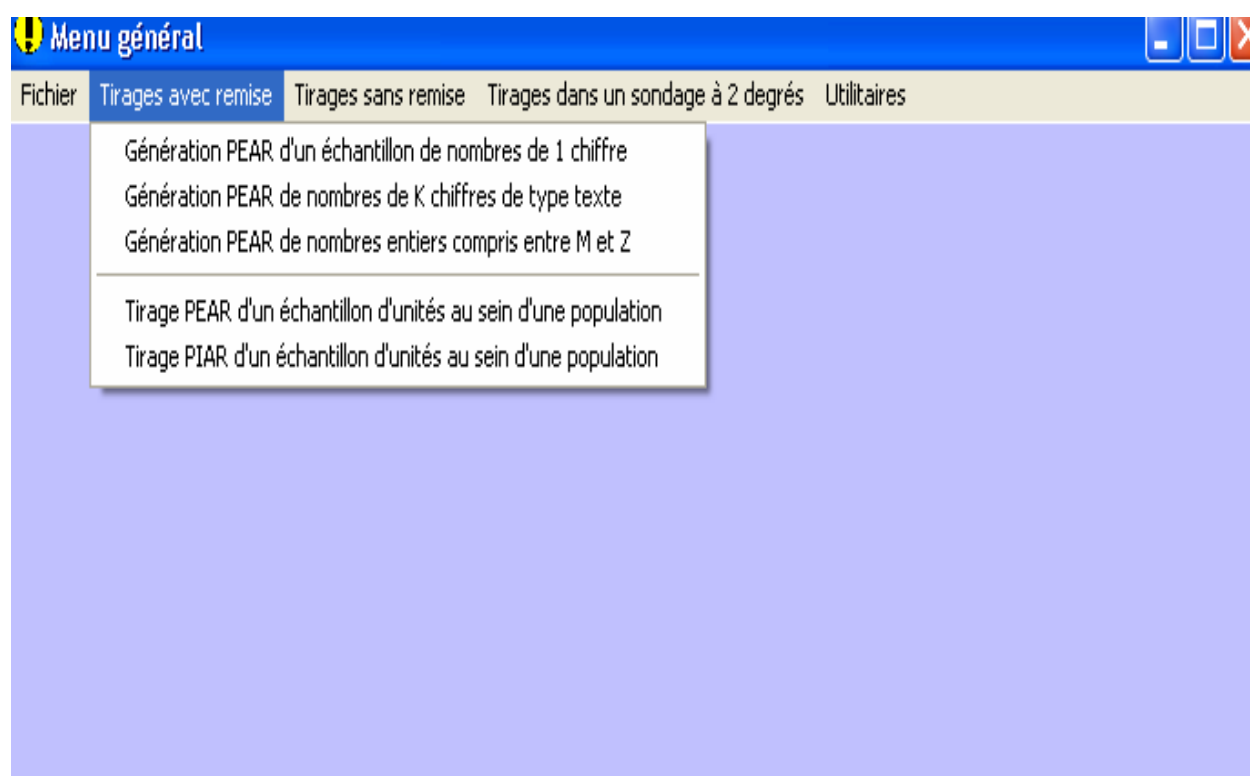 Menu général
Fichier Tirages avec remise Tirages sans remise Tirages dans un sondage à 2 degrés Utilitaires
Génération PEAR d'un échantillon de nombres de 1 chiffre
Génération PEAR de nombres de K chiffres de type texte
Génération PEAR de nombres entiers compris entre M et Z
Tirage PEAR d'un échantillon d'unités au sein d'une population
Tirage PIAR d'un échantillon d'unités au sein d'une population